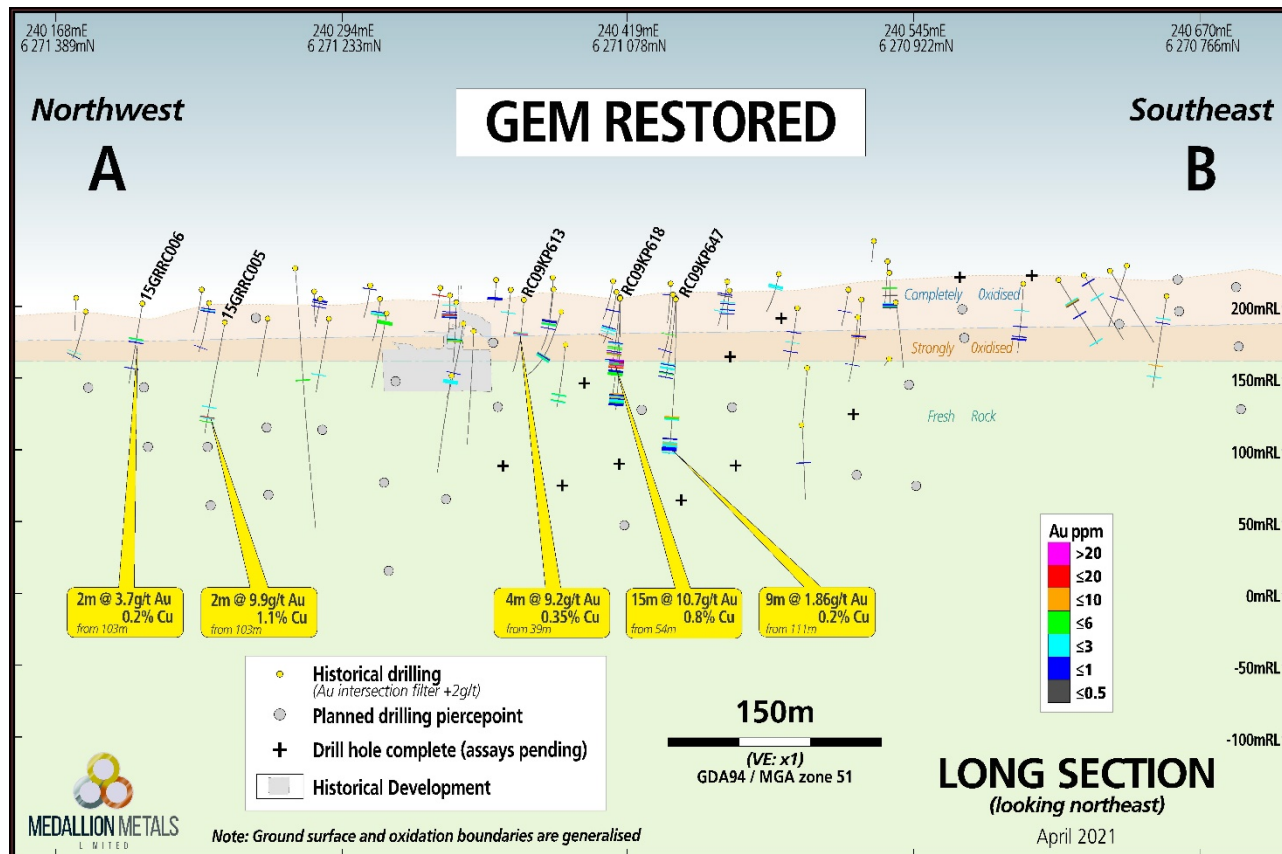 240 168mE
6 271 389mN
240 294mE
6 271 233mN
240 419mE
6 271 078mN
240 545mE
6 270 922mN
240 670mE
6 270 766mN
Northwest
A
GEM RESTORED
Southeast
B
15GRRC006
15GRRC005
RC09KP613
RC09KP618
RC09KP647
Completely Oxidised
Strongly Oxidised
Fresh Rock
200mRL
150mRL
100mRL
50mRL
0mRL
-50mRL
-100mRL
2m @ 3.7g/t Au
0.2% Cu
from 103m
2m @ 9.9g/t Au
1.1% Cu
from 103m
4m @ 9.2g/t Au
0.35% Cu
from 39m
15m @ 10.7g/t Au
0.8% Cu
from 54m
9m @ 1.86g/t Au
0.2% Cu
from 111m
Au ppm
>20
≤20
≤10
≤6
≤3
≤1
≤0.5
Historical drilling
(Au intersection filter +2g/t)
Planned drilling piercepoint
Drill hole complete (assays pending)
Historical Development
150m
(VE: x1)
GDA94 / MGA zone 51
LONG SECTION
(looking northeast)
April 2021
MEDALLION METALS
LIMITED
Note: Ground surface and oxidation boundaries are generalised